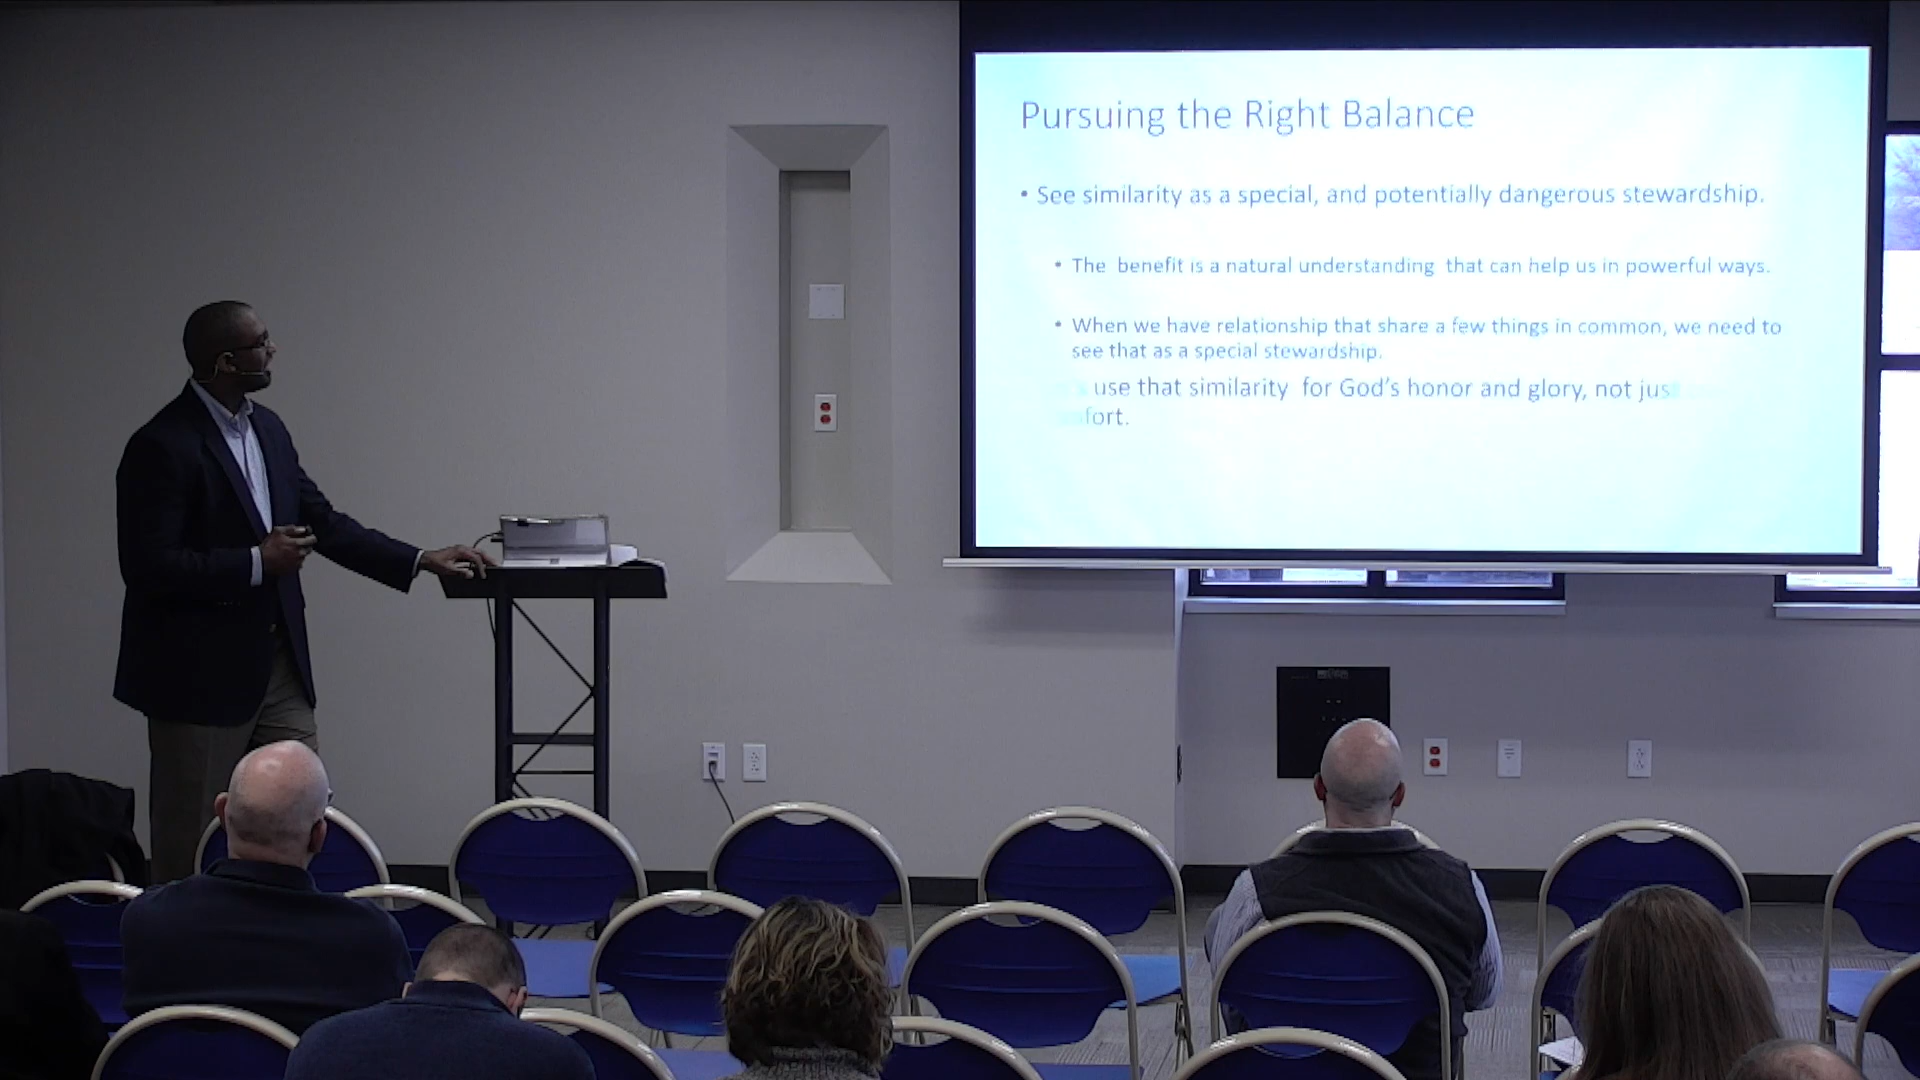 Pursuing the Right Balance
• See similarity as a special, and potentially dangerous stewardship.
• The benefit is a natural understanding that can help us in powerful ways.
• When we have relationship that share a few things in common, we need to
see that as a special stewardship.
use that similarity for God's honor and glory, not jus
fort.